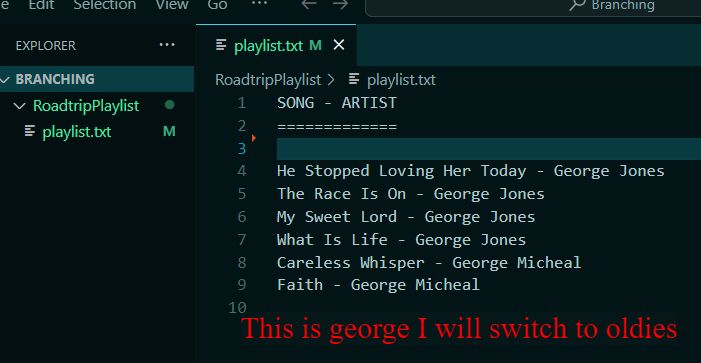 e Edit Selection View Go ··· ← → Branching
EXPLORER ···
BRANCHING
RoadtripPlaylist
playlist.txt M
playlist.txt M ×
RoadtripPlaylist > playlist.txt
1 SONG - ARTIST
2 =============
3
4 He Stopped Loving Her Today - George Jones
5 The Race Is On - George Jones
6 My Sweet Lord - George Jones
7 What Is Life - George Jones
8 Careless Whisper - George Micheal
9 Faith - George Micheal
10
This is george I will switch to oldies